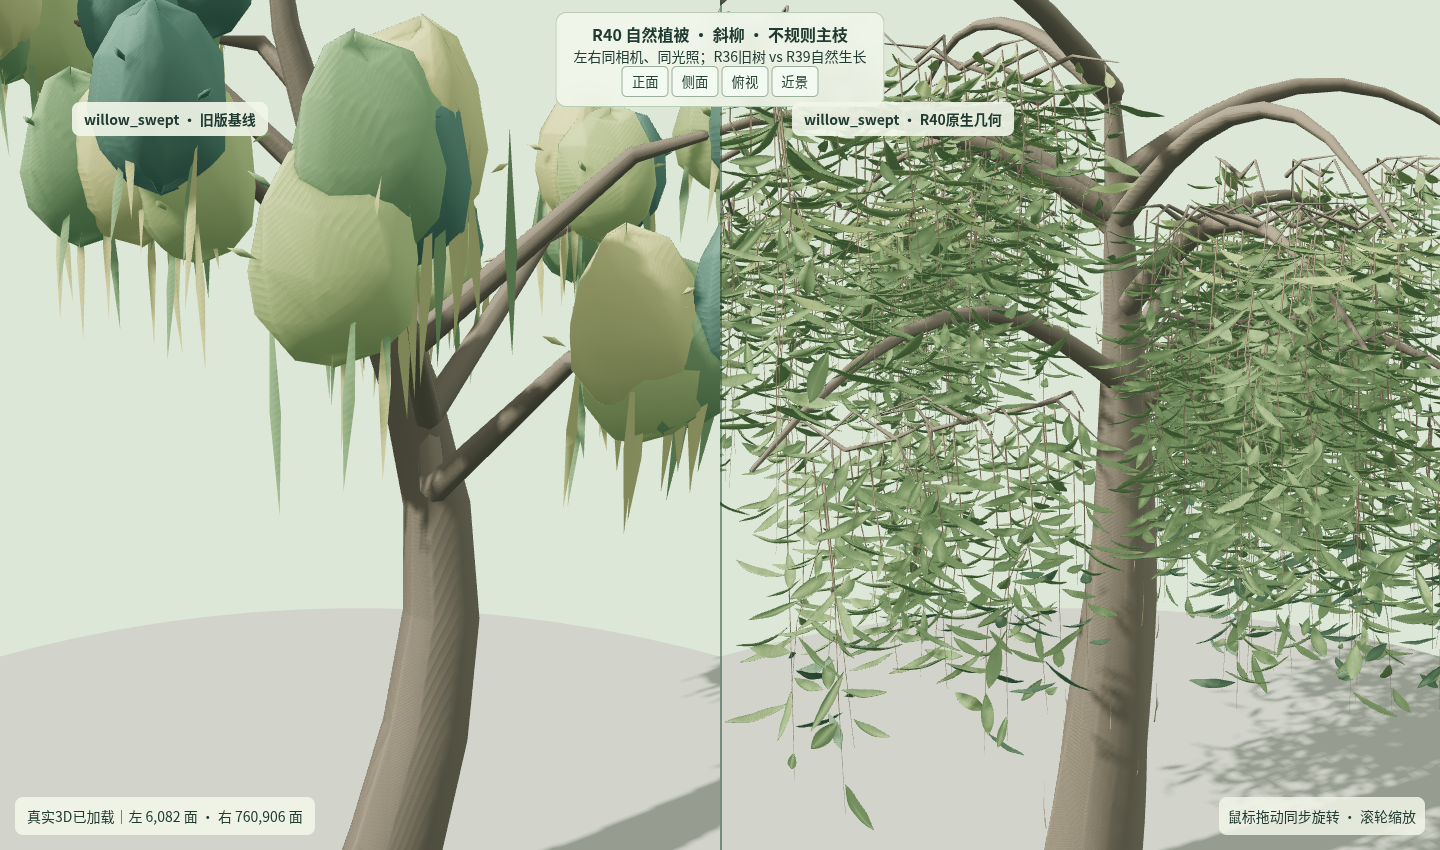 R40 自然植被 · 斜柳 · 不规则主枝
左右同相机、同光照；R36旧树 vs R39自然生长
正面 侧面 俯视 近景
willow_swept · 旧版基线
willow_swept · R40原生几何
真实3D已加载｜左 6,082 面 · 右 760,906 面
鼠标拖动同步旋转 · 滚轮缩放